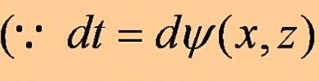 (∵ dt = dψ(x, z)